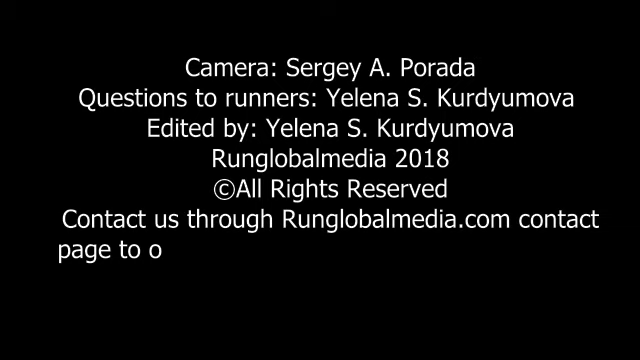 Camera: Sergey A. Porada
Questions to runners: Yelena S. Kurdyumova
Edited by: Yelena S. Kurdyumova
Runglobalmedia 2018
©All Rights Reserved
Contact us through Runglobalmedia.com contact
page to o